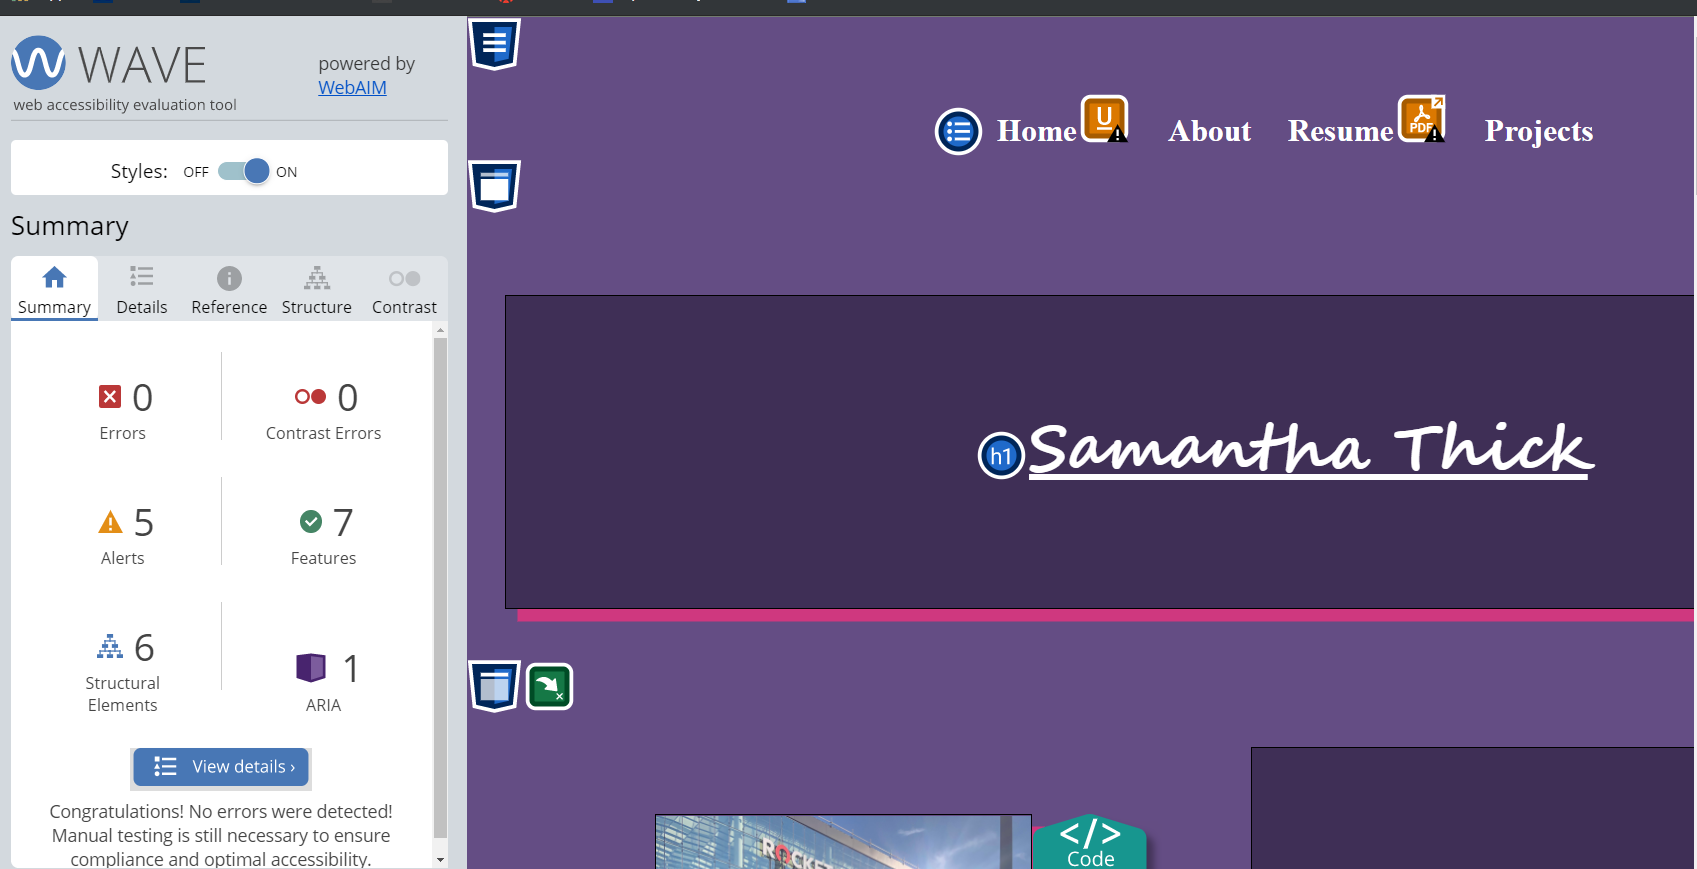 WAVE
powered by
WebAIM
web accessibility evaluation tool
Styles: OFF ON
Summary
Summary Details Reference Structure Contrast
0
Errors
0
Contrast Errors
5
Alerts
7
Features
6
Structural
Elements
1
ARIA
View details ›
Congratulations! No errors were detected!
Manual testing is still necessary to ensure
compliance and optimal accessibility.
Home U About Resume PDF Projects
h1 Samantha Thick
ROCKE
</>
Code